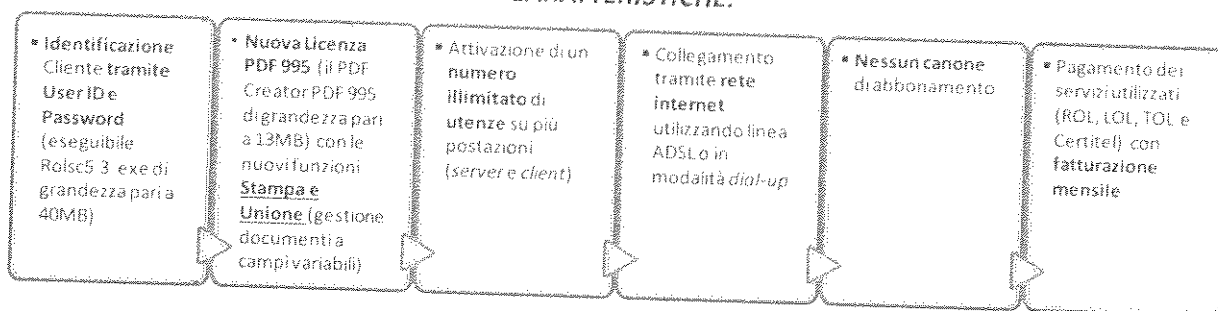 CARATTERISTICHE:
▪ Identificazione
Cliente tramite
User ID e
Password
(eseguibile
Rolsc5 3 exe di
grandezza pari a
40MB)
▪ Nuova Licenza
PDF 995 (il PDF
Creator PDF 995
di grandezza pari
a 13MB) con le
nuovi funzioni
Stampa e
Unione (gestione
documenti a
campi variabili)
▪ Attivazione di un
numero
illimitato di
utenze su più
postazioni
(server e client)
▪ Collegamento
tramite rete
internet
utilizzando linea
ADSL o in
modalità dial-up
▪ Nessun canone
di abbonamento
▪ Pagamento dei
servizi utilizzati
(ROL, LOL, TOL e
Certitel) con
fatturazione
mensile